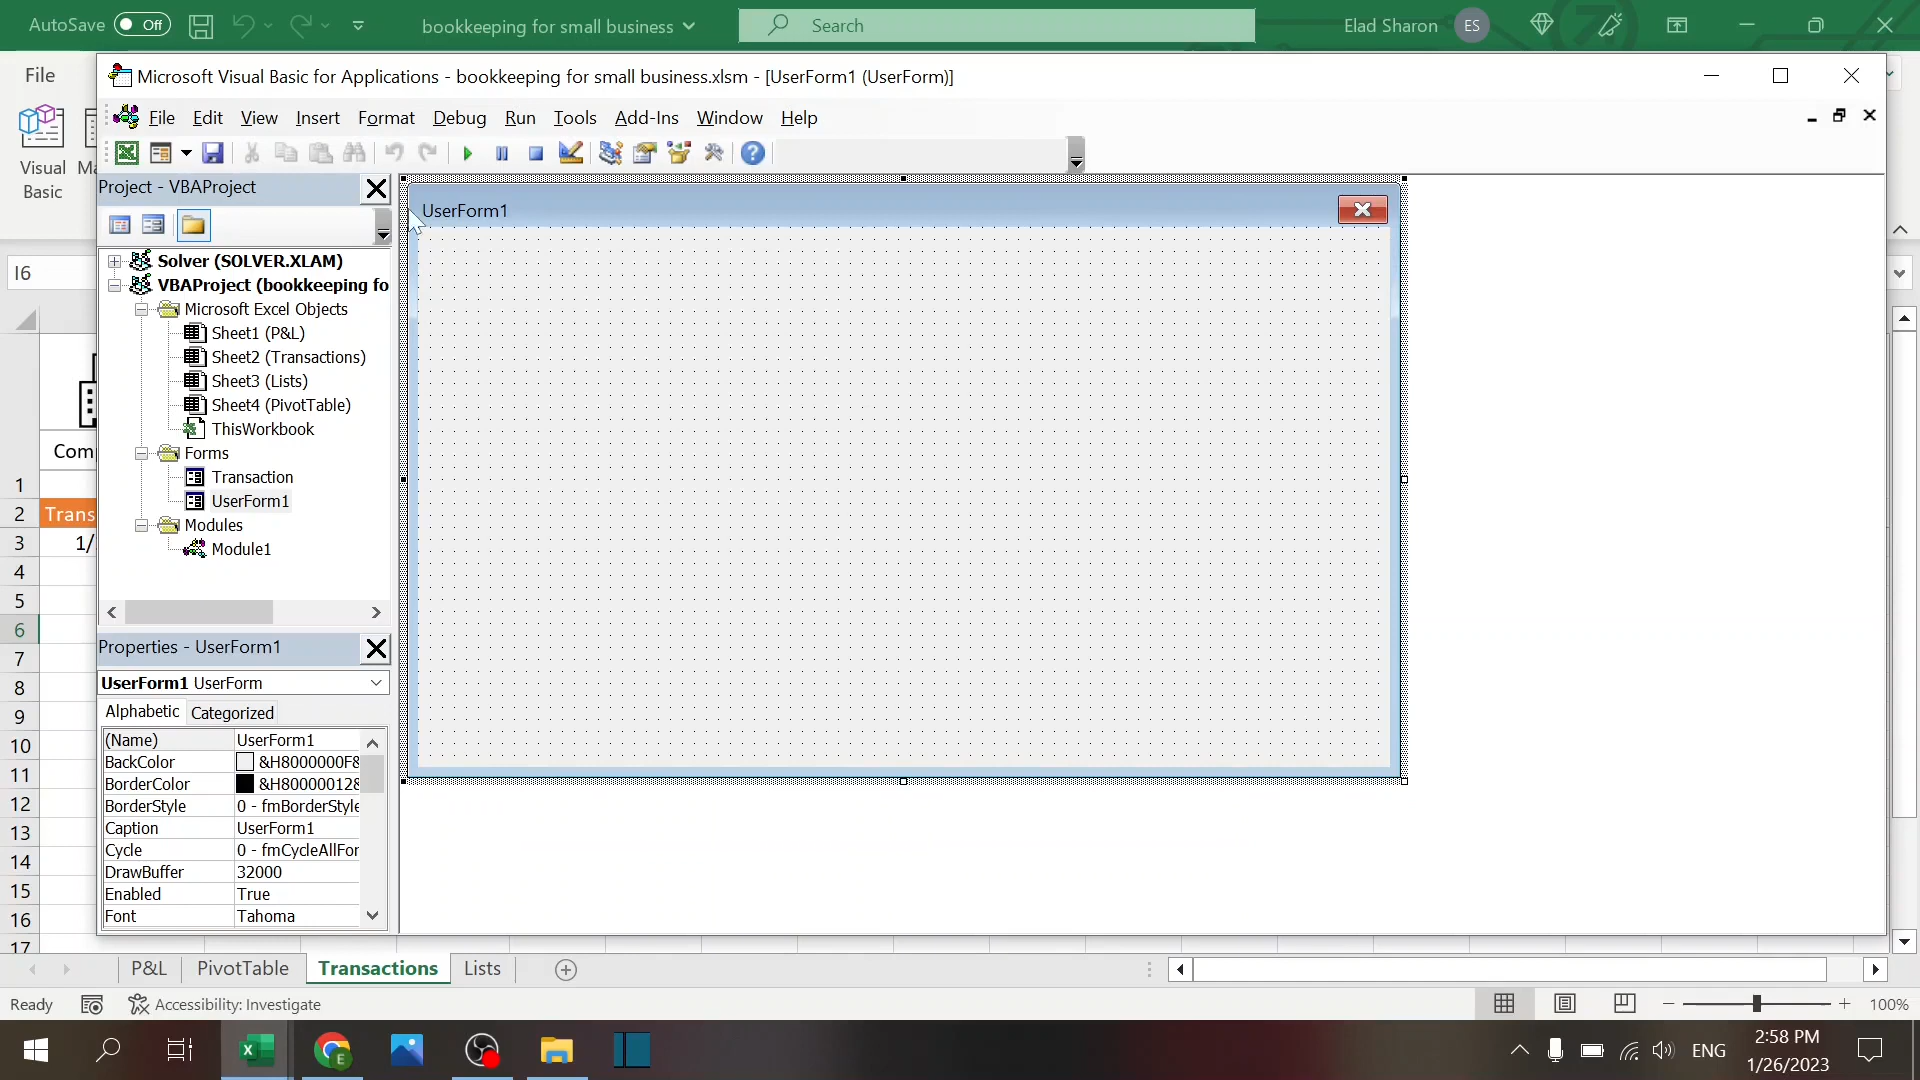 AutoSave Off
bookkeeping for small business
Search
Elad Sharon ES
File
Microsoft Visual Basic for Applications - bookkeeping for small business.xlsm - [UserForm1 (UserForm)]
File Edit View Insert Format Debug Run Tools Add-Ins Window Help
Visual
Basic
Ma
Project - VBAProject
UserForm1
I6
Solver (SOLVER.XLAM)
VBAProject (bookkeeping fo
Microsoft Excel Objects
Sheet1 (P&L)
Sheet2 (Transactions)
Sheet3 (Lists)
Sheet4 (PivotTable)
ThisWorkbook
Forms
Transaction
UserForm1
Modules
Module1
Com
1
2 Trans
3 1/
4
5
6
7
8
9
10
11
12
13
14
15
16
17
Properties - UserForm1
UserForm1 UserForm
Alphabetic Categorized
(Name) UserForm1
BackColor &H8000000F&
BorderColor &H80000012&
BorderStyle 0 - fmBorderStyle
Caption UserForm1
Cycle 0 - fmCycleAllFor
DrawBuffer 32000
Enabled True
Font Tahoma
P&L PivotTable Transactions Lists
Ready Accessibility: Investigate 100%
ENG
2:58 PM
1/26/2023